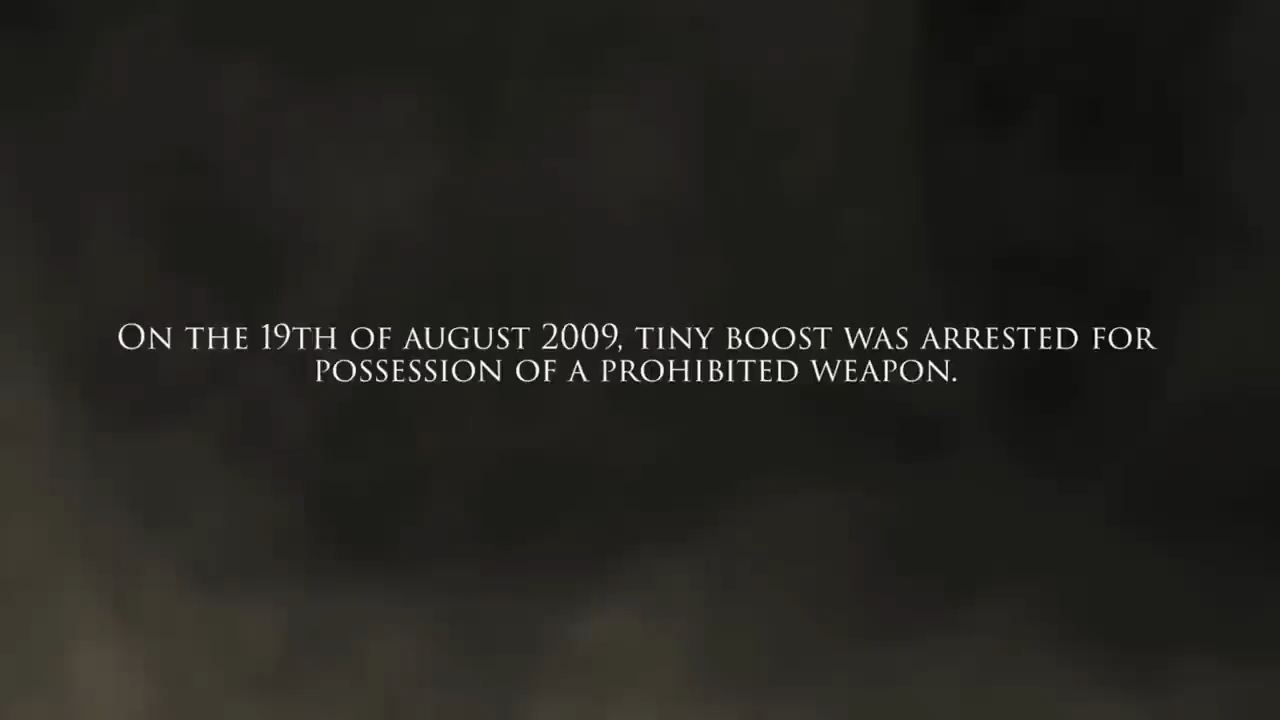 On the 19th of august 2009, tiny boost was arrested for
possession of a prohibited weapon.